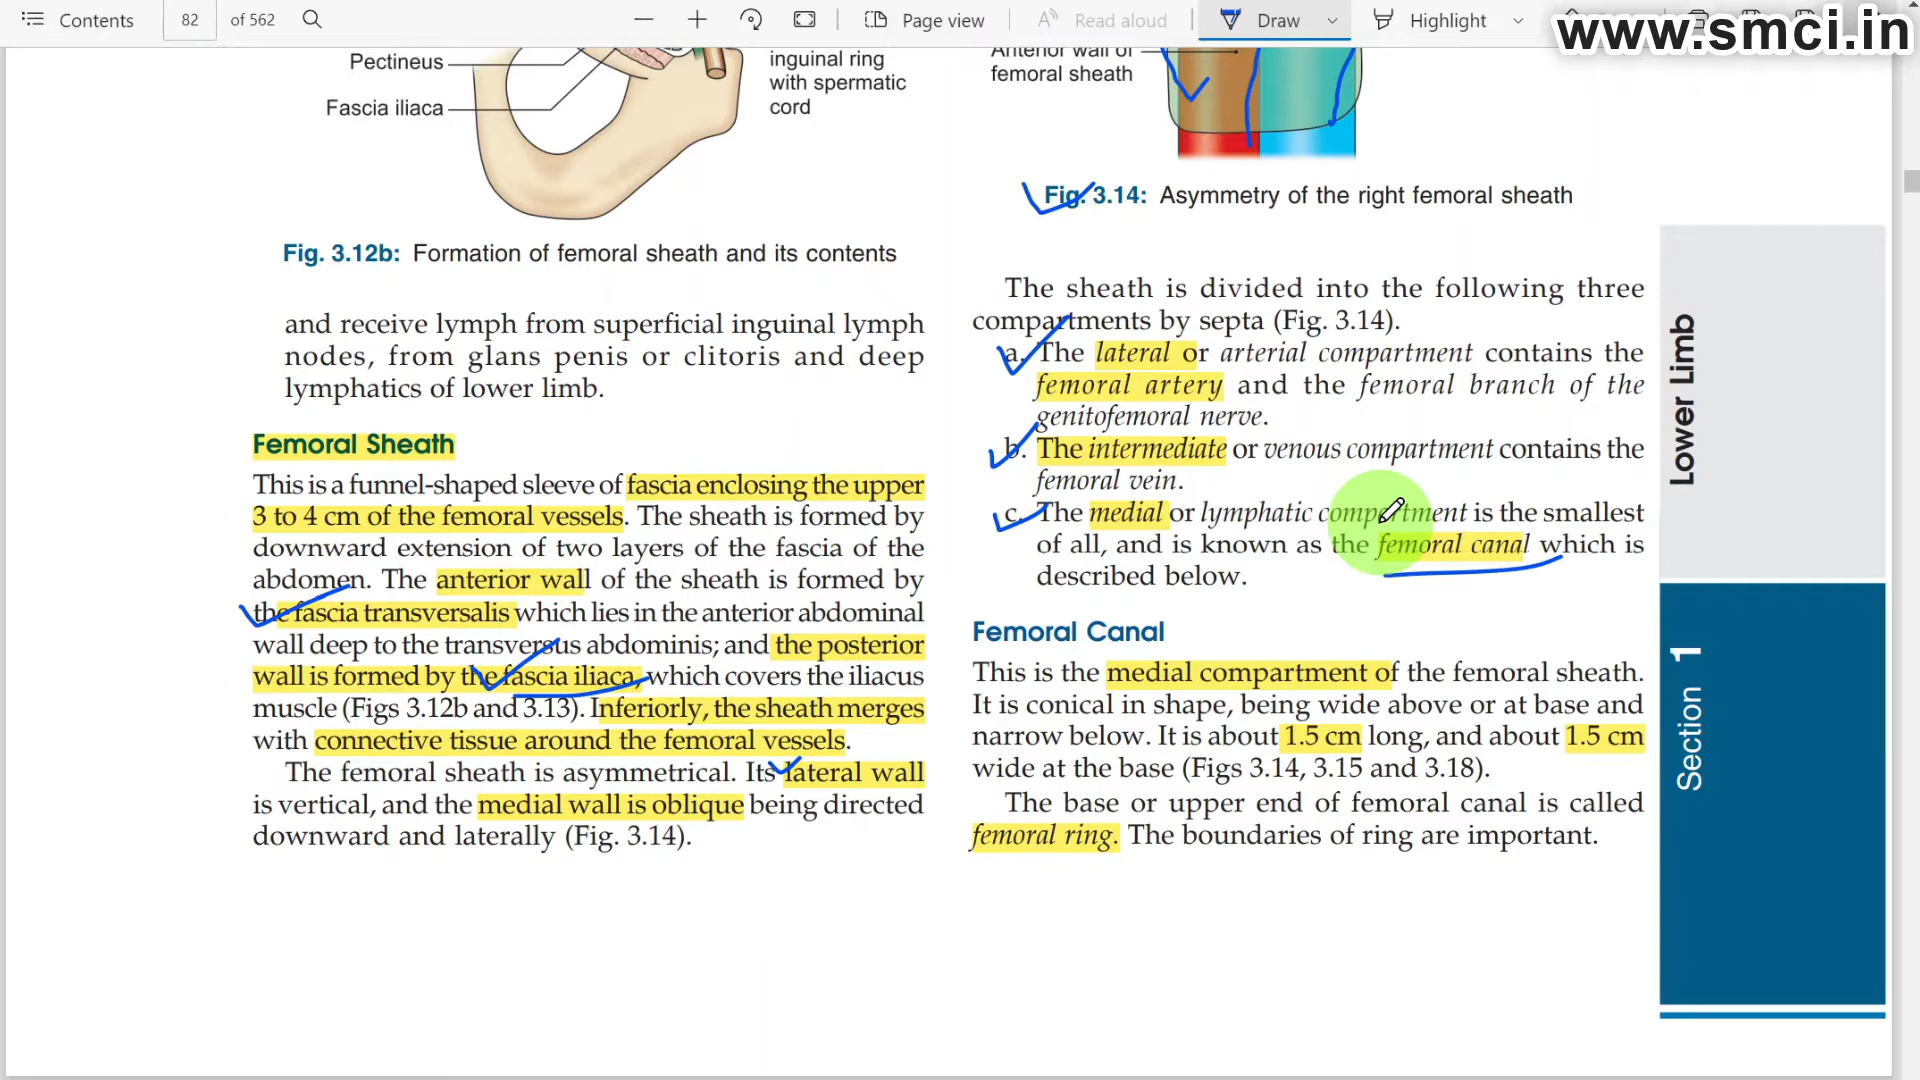 Contents 82 of 562 Page view Read aloud Draw Highlight
www.smci.in
Pectineus
Fascia iliaca
inguinal ring
with spermatic
cord
Fig. 3.12b: Formation of femoral sheath and its contents
and receive lymph from superficial inguinal lymph
nodes, from glans penis or clitoris and deep
lymphatics of lower limb.
Femoral Sheath
This is a funnel-shaped sleeve of fascia enclosing the upper
3 to 4 cm of the femoral vessels. The sheath is formed by
downward extension of two layers of the fascia of the
abdomen. The anterior wall of the sheath is formed by
the fascia transversalis which lies in the anterior abdominal
wall deep to the transversus abdominis; and the posterior
wall is formed by the fascia iliaca, which covers the iliacus
muscle (Figs 3.12b and 3.13). Inferiorly, the sheath merges
with connective tissue around the femoral vessels.
The femoral sheath is asymmetrical. Its lateral wall
is vertical, and the medial wall is oblique being directed
downward and laterally (Fig. 3.14).
Anterior wall of
femoral sheath
Fig. 3.14: Asymmetry of the right femoral sheath
The sheath is divided into the following three
compartments by septa (Fig. 3.14).
a. The lateral or arterial compartment contains the
femoral artery and the femoral branch of the
genitofemoral nerve.
b. The intermediate or venous compartment contains the
femoral vein.
c. The medial or lymphatic compartment is the smallest
of all, and is known as the femoral canal which is
described below.
Femoral Canal
This is the medial compartment of the femoral sheath.
It is conical in shape, being wide above or at base and
narrow below. It is about 1.5 cm long, and about 1.5 cm
wide at the base (Figs 3.14, 3.15 and 3.18).
The base or upper end of femoral canal is called
femoral ring. The boundaries of ring are important.
Lower Limb
Section 1